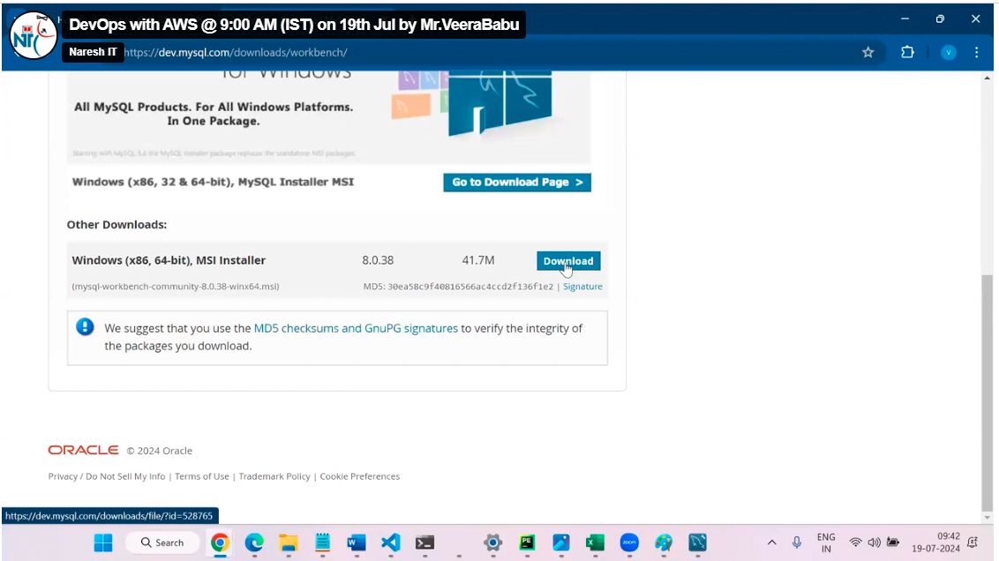 DevOps with AWS @ 9:00 AM (IST) on 19th Jul by Mr.VeeraBabu
Naresh IT
https://dev.mysql.com/downloads/workbench/
V
for Windows
All MySQL Products. For All Windows Platforms.
In One Package.
Starting with MySQL 5.6 the MySQL Installer package replaces the standalone MSI packages.
Windows (x86, 32 & 64-bit), MySQL Installer MSI
Go to Download Page >
Other Downloads:
Windows (x86, 64-bit), MSI Installer 8.0.38 41.7M Download
(mysql-workbench-community-8.0.38-winx64.msi) MD5: 30ea58c9f40816566ac4ccd2f136f1e2 | Signature
We suggest that you use the MD5 checksums and GnuPG signatures to verify the integrity of
the packages you download.
ORACLE © 2024 Oracle
Privacy / Do Not Sell My Info | Terms of Use | Trademark Policy | Cookie Preferences
https://dev.mysql.com/downloads/file/?id=528765
Search
PE
zoom
ENG
IN
09:42
19-07-2024